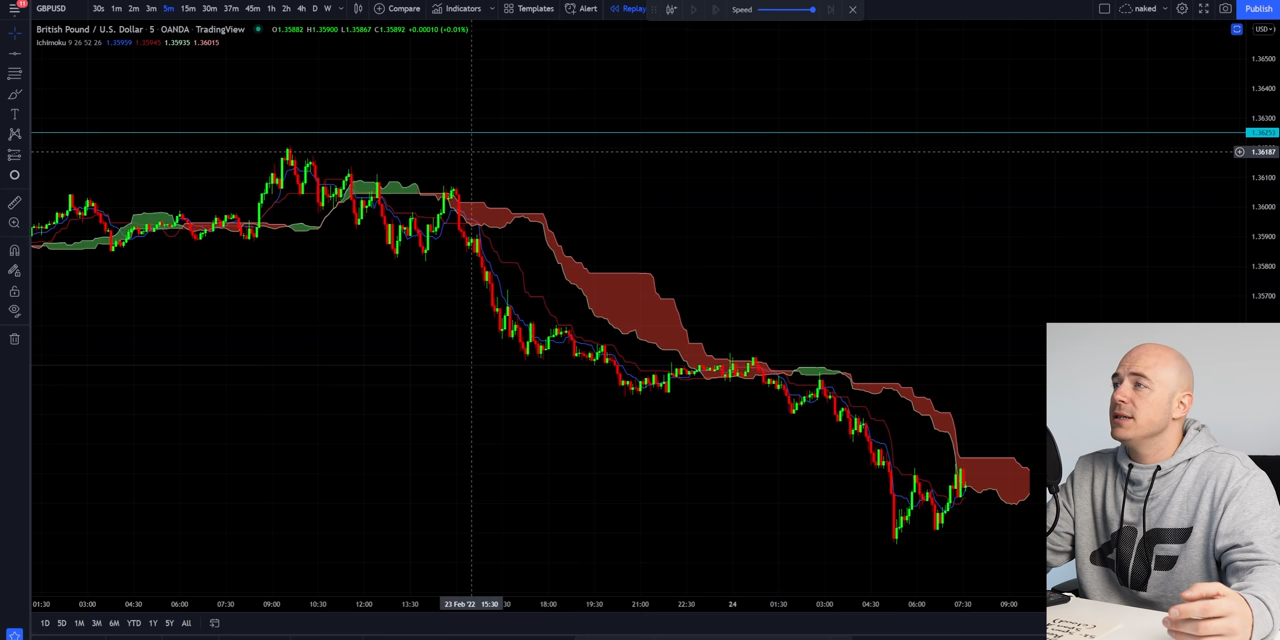 11
GBPUSD 30s 1m 2m 3m 5m 15m 30m 37m 45m 1h 2h 4h D W Compare Indicators Templates Alert Replay Speed naked Publish
British Pound / U.S. Dollar · 5 · OANDA · TradingView O1.35882 H1.35900 L1.35867 C1.35892 +0.00010 (+0.01%) USD
Ichimoku 9 26 52 26 1.35959 1.35945 1.35935 1.36015
1.36500
1.36400
1.36300
1.36253
1.36187
1.36100
1.36000
1.35900
1.35800
1.35700
4F
01:30 03:00 04:30 06:00 07:30 09:00 10:30 12:00 13:30 23 Feb '22 15:30 18:00 19:30 21:00 22:30 24 01:30 03:00 04:30 06:00 07:30 09:00
1D 5D 1M 3M 6M YTD 1Y 5Y All